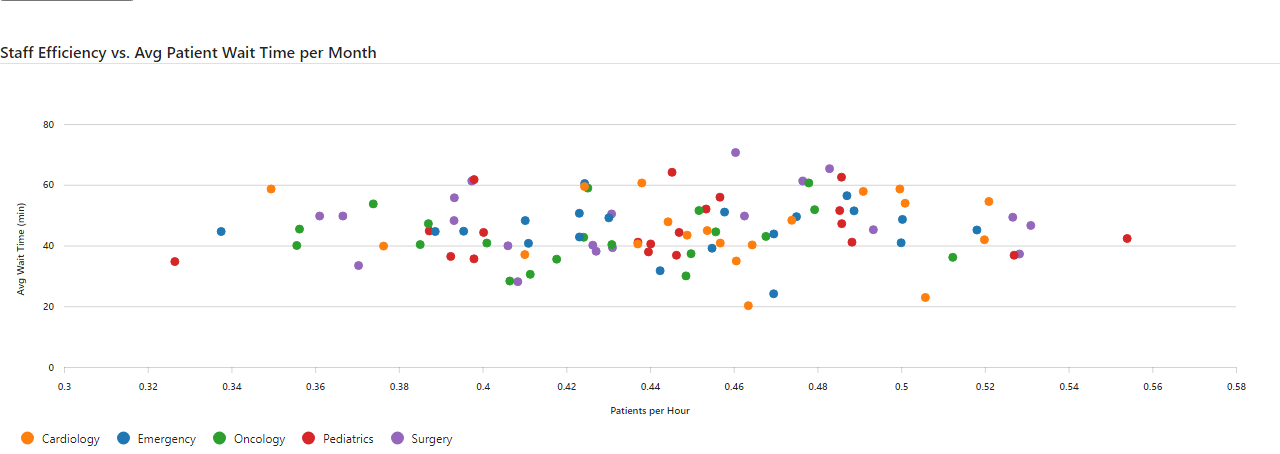 Staff Efficiency vs. Avg Patient Wait Time per Month
80
60
40
20
0
Avg Wait Time (min)
0.3 0.32 0.34 0.36 0.38 0.4 0.42 0.44 0.46 0.48 0.5 0.52 0.54 0.56 0.58
Patients per Hour
Cardiology Emergency Oncology Pediatrics Surgery